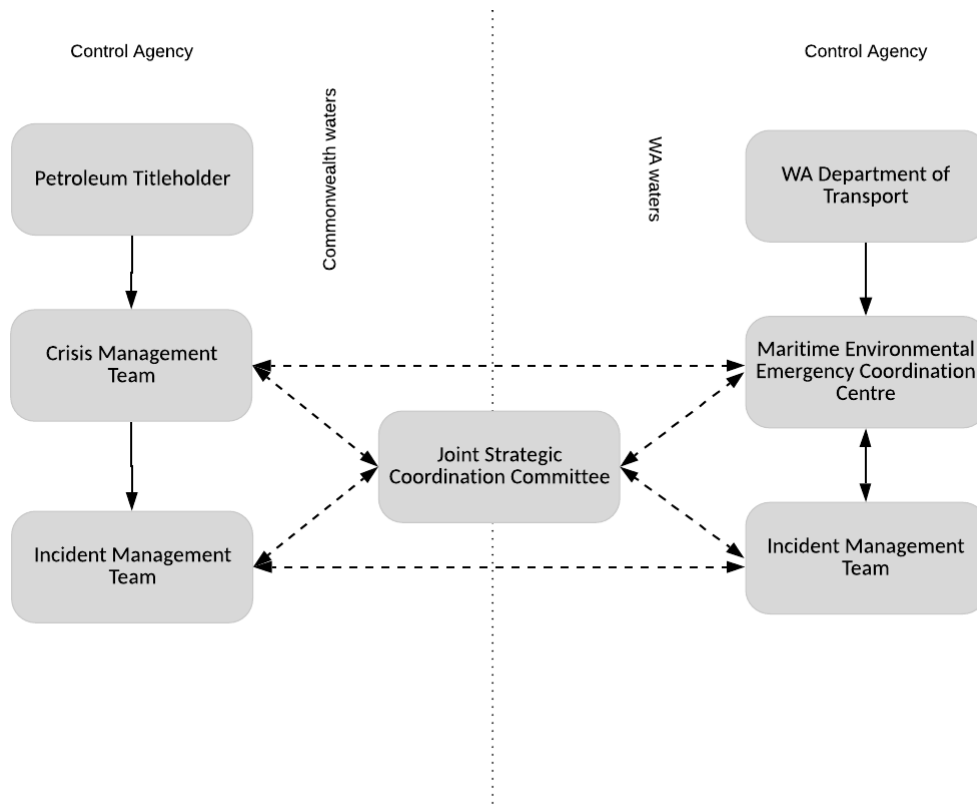 Control Agency
Control Agency
Commonwealth waters
WA waters
Petroleum Titleholder
WA Department of
Transport
Crisis Management
Team
Maritime Environmental
Emergency Coordination
Centre
Joint Strategic
Coordination Committee
Incident Management
Team
Incident Management
Team